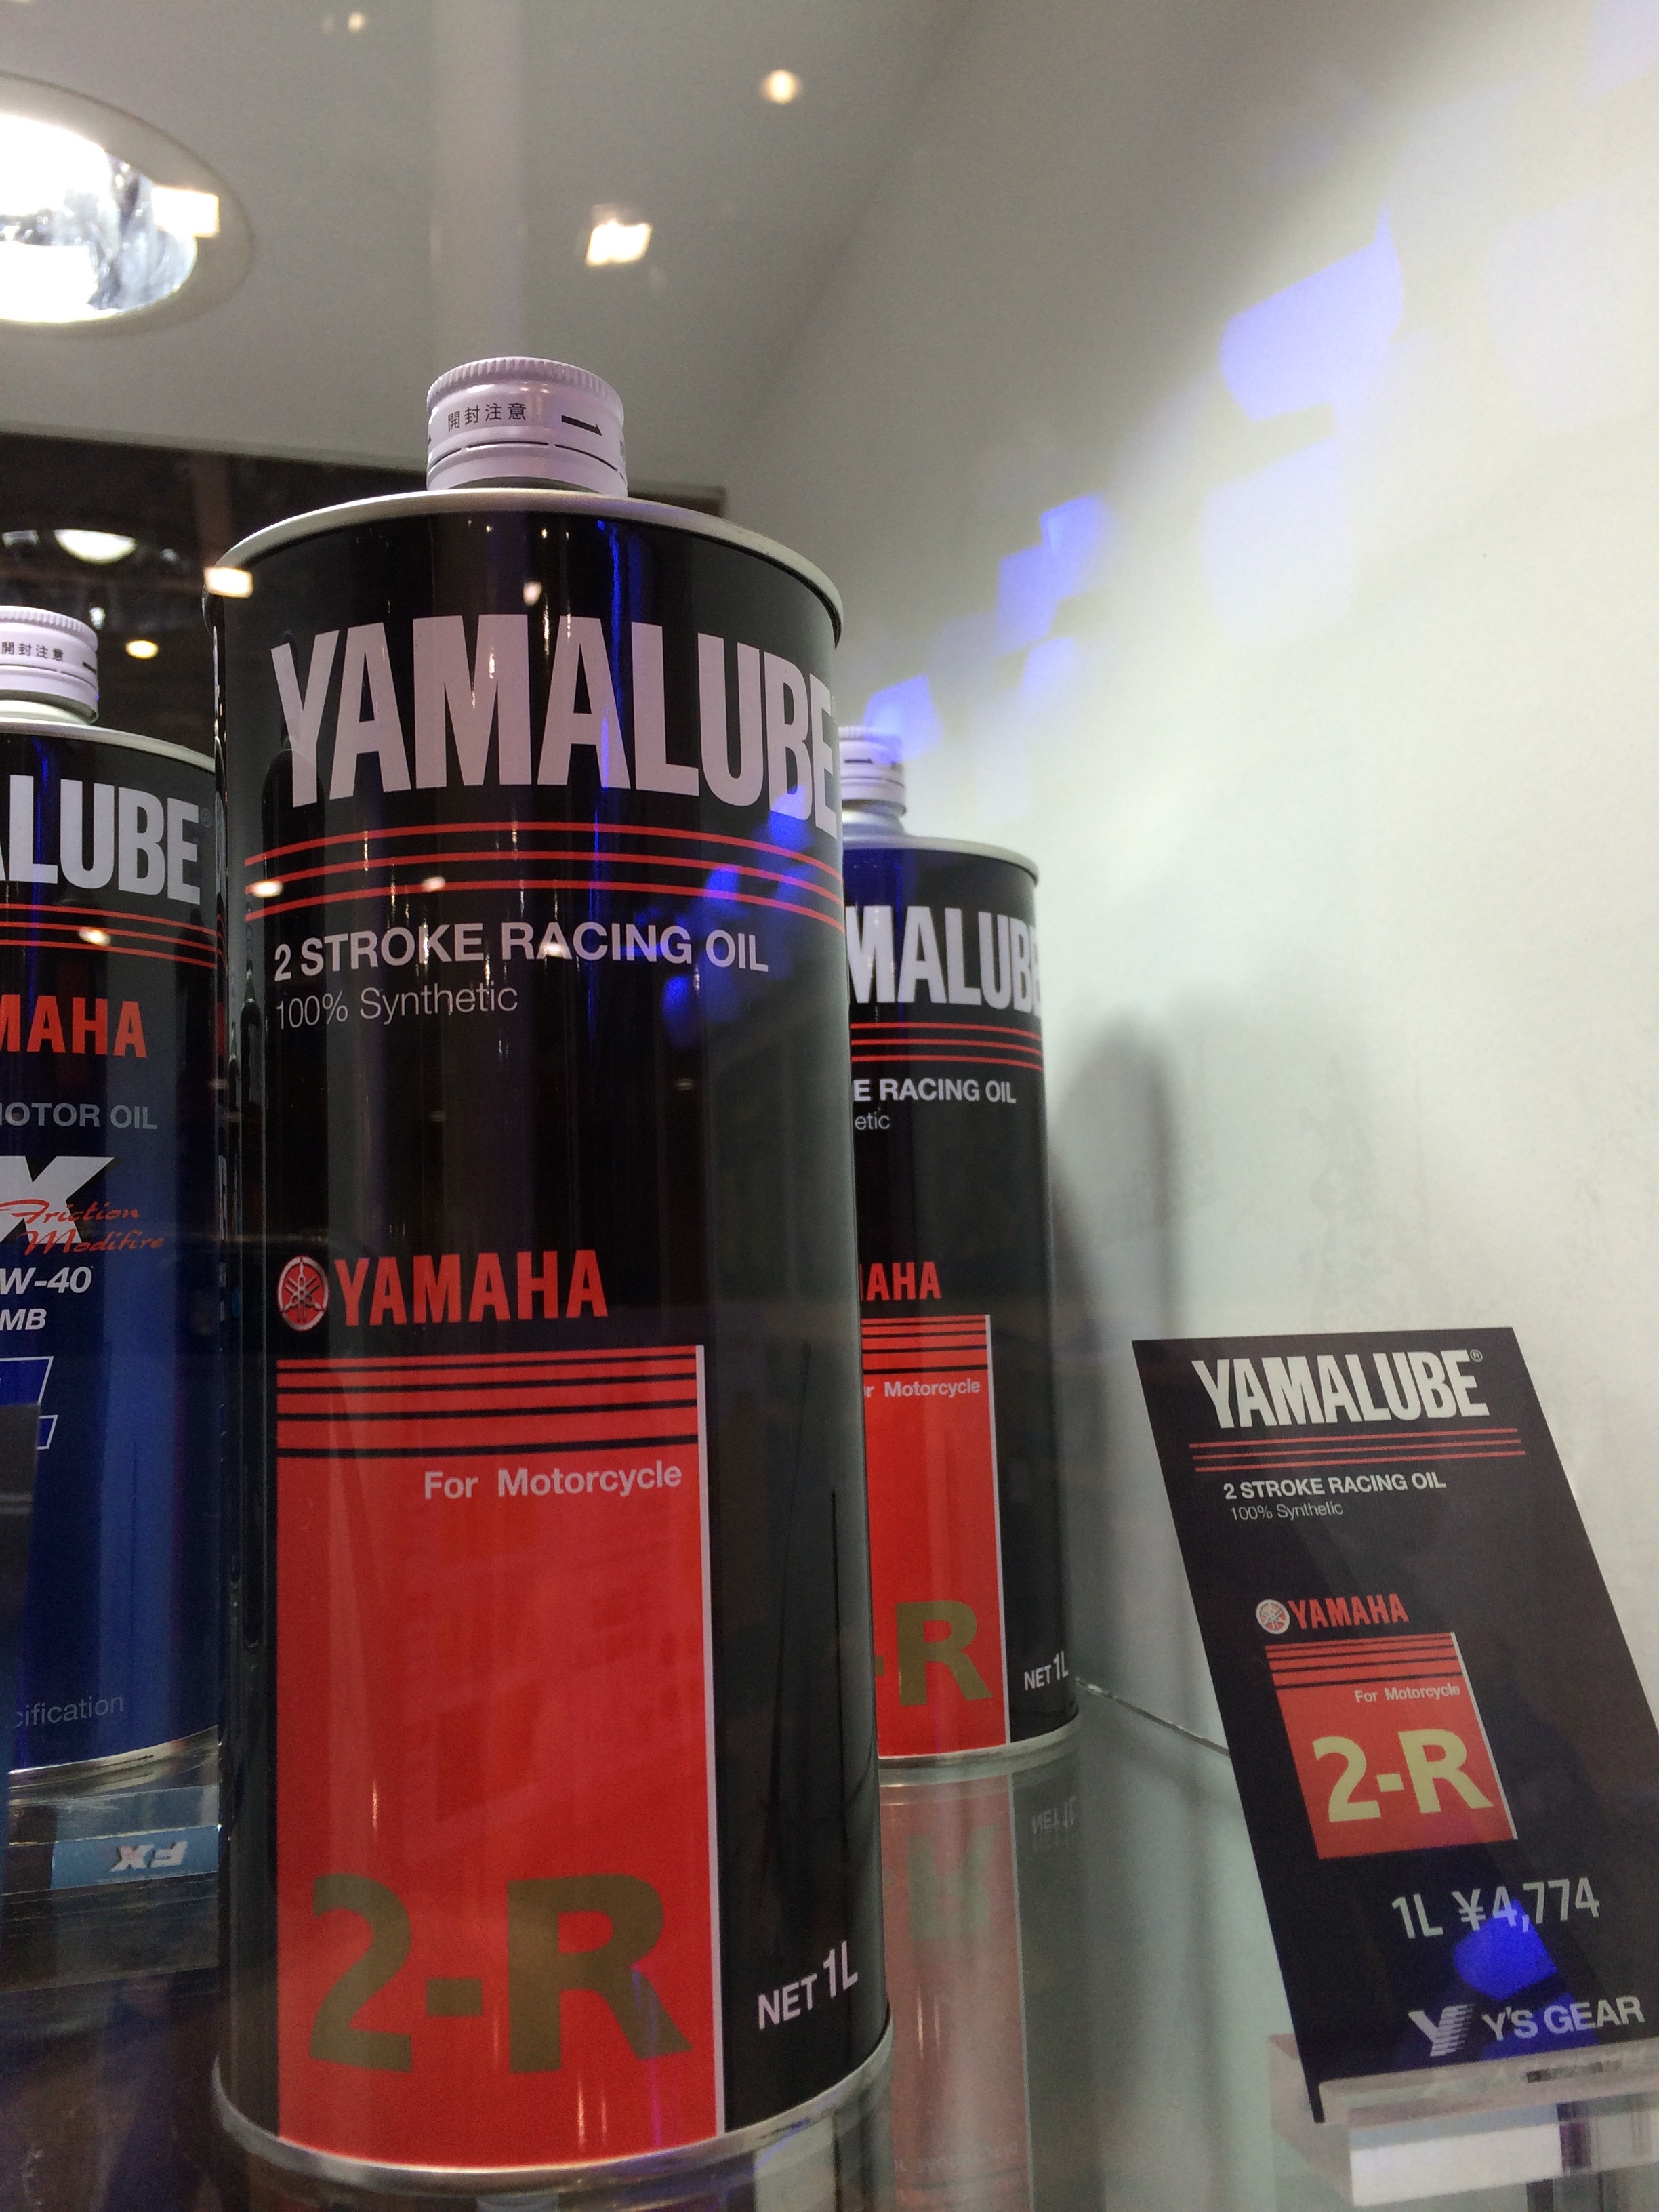 開封注意
YAMALUBE
2 STROKE RACING OIL
100% Synthetic
YAMAHA
For Motorcycle
2-R
NET 1L
開封注意
ALUBE®
MAHA
MOTOR OIL
X
Friction
Modifire
W-40
MB
cification
FX
MALUBE
E RACING OIL
etic
AHA
or Motorcycle
-R
NET 1L
YAMALUBE®
2 STROKE RACING OIL
100% Synthetic
YAMAHA
For Motorcycle
2-R
1L ¥4,774
Y'S GEAR